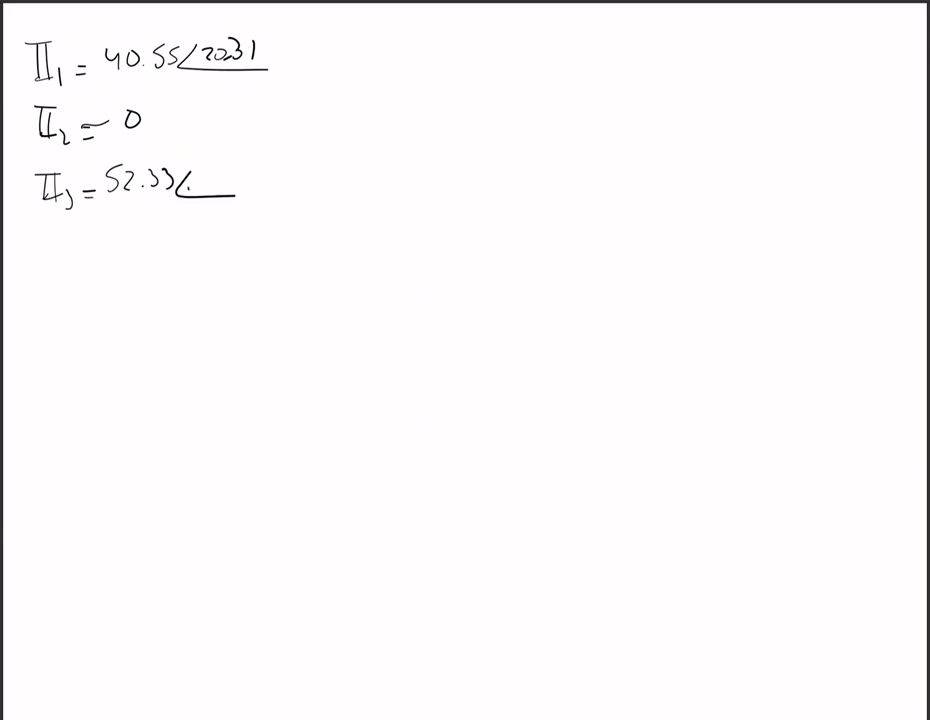 I₁ = 40.55∠20.31
I₂ = 0
I₃ = 52.33∠